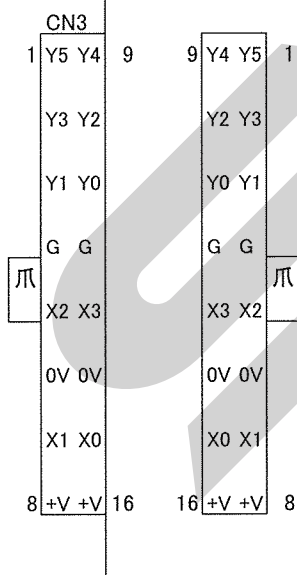 CN3
1 Y5 Y4 9 9 Y4 Y5 1
Y3 Y2 Y2 Y3
Y1 Y0 Y0 Y1
G G G G
爪 爪
X2 X3 X3 X2
0V 0V 0V 0V
X1 X0 X0 X1
8 +V +V 16 16 +V +V 8